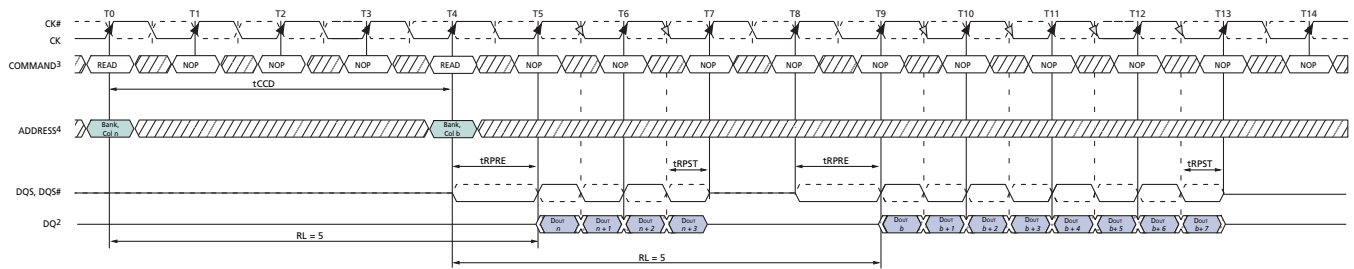 T0 T1 T2 T3 T4 T5 T6 T7 T8 T9 T10 T11 T12 T13 T14
CK#
CK
COMMAND3 READ NOP NOP NOP READ NOP NOP NOP NOP NOP NOP NOP NOP NOP NOP
tCCD
ADDRESS4 Bank, Col n Bank, Col b
tRPRE tRPST tRPRE tRPST
DQS, DQS#
DQ2 DOUT n DOUT n + 1 DOUT n + 2 DOUT n + 3 DOUT b DOUT b + 1 DOUT b + 2 DOUT b + 3 DOUT b + 4 DOUT b+ 5 DOUT b+ 6 DOUT b+ 7
RL = 5
RL = 5